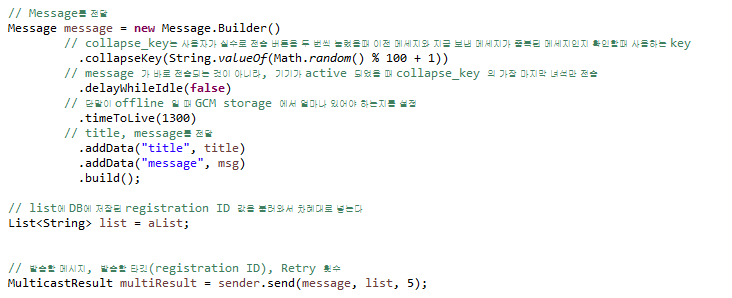 // Message를 전달
Message message = new Message.Builder()
// collapse_key는 사용자가 실수로 전송 버튼을 두 번씩 눌렀을때 이전 메세지와 지금 보낸 메세지가 중복된 메세지인지 확인할때 사용하는 key
.collapseKey(String.valueOf(Math.random() % 100 + 1))
// message 가 바로 전송되는 것이 아니라, 기기가 active 되었을 때 collapse_key 의 가장 마지막 녀석만 전송
.delayWhileIdle(false)
// 단말이 offline 일 때 GCM storage 에서 얼마나 있어야 하는지를 설정
.timeToLive(1300)
// title, message를 전달
.addData("title", title)
.addData("message", msg)
.build();
// list에 DB에 저장된 registration ID 값을 불러와서 차례대로 넣는다
List<String> list = aList;
// 발송할 메시지, 발송할 타깃(registration ID), Retry 횟수
MulticastResult multiResult = sender.send(message, list, 5);